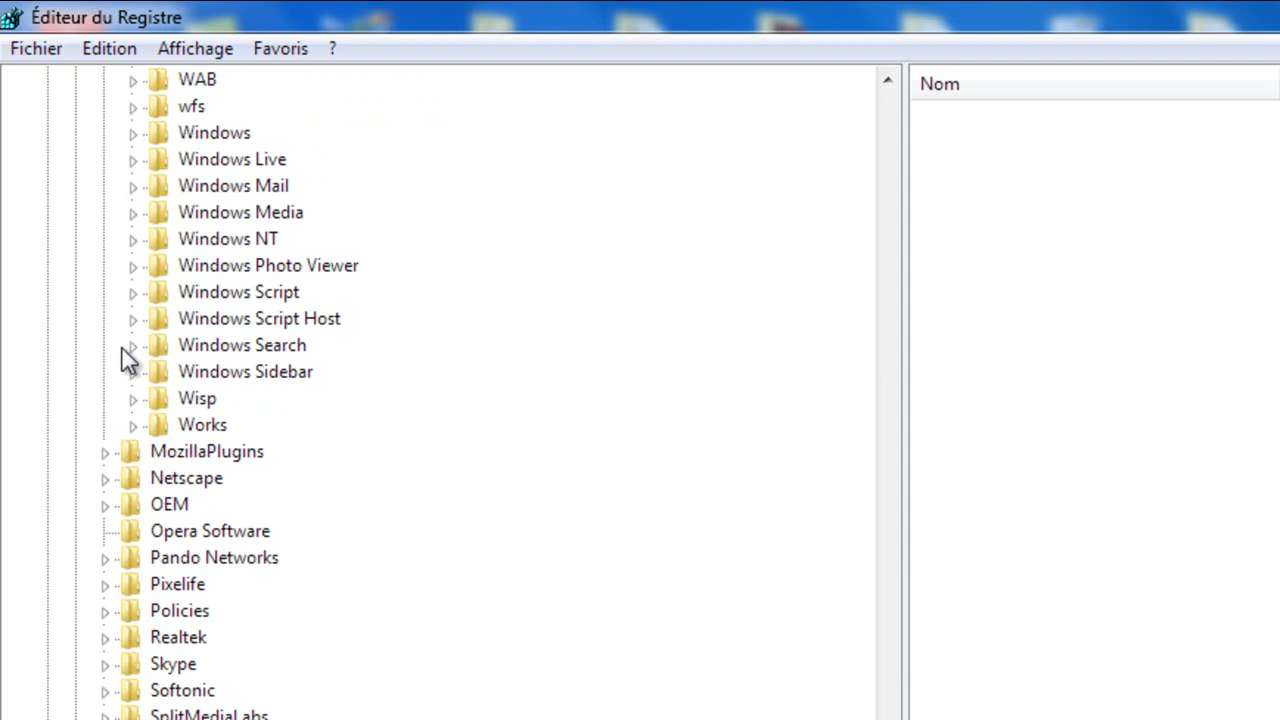 Éditeur du Registre
Fichier Edition Affichage Favoris ?
Nom
WAB
wfs
Windows
Windows Live
Windows Mail
Windows Media
Windows NT
Windows Photo Viewer
Windows Script
Windows Script Host
Windows Search
Windows Sidebar
Wisp
Works
MozillaPlugins
Netscape
OEM
Opera Software
Pando Networks
Pixelife
Policies
Realtek
Skype
Softonic
SplitMediaLabs